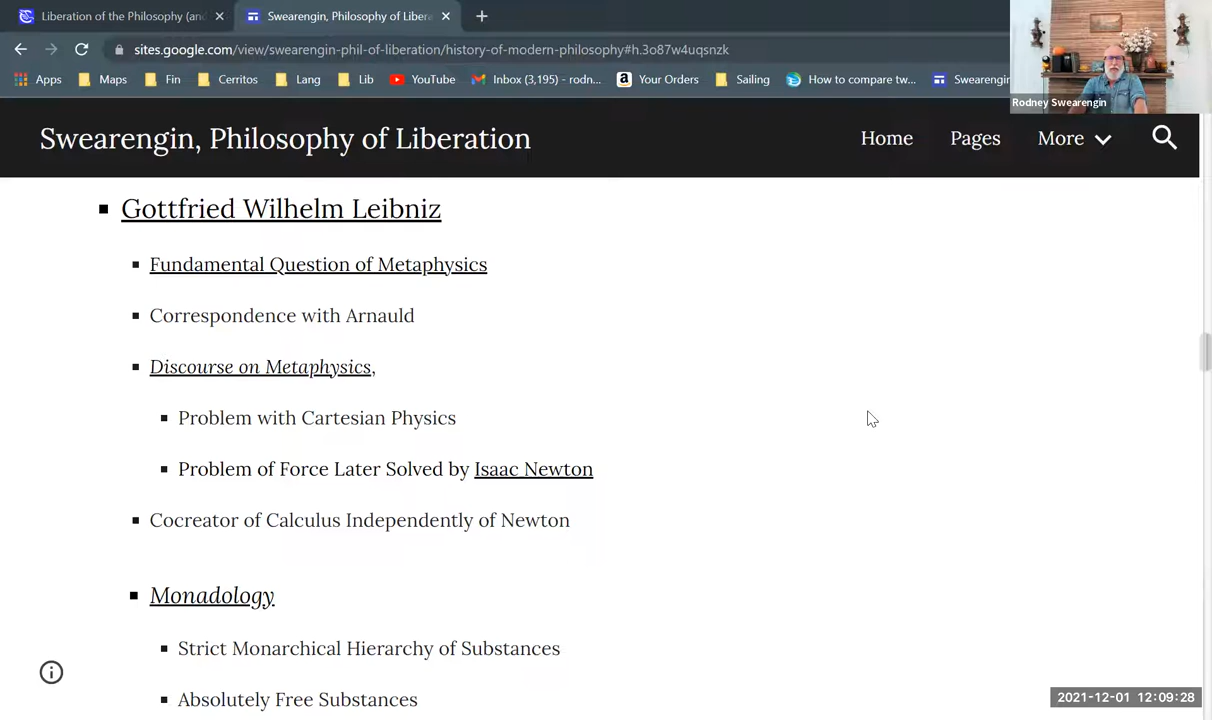 Liberation of the Philosophy (and
Swearengin, Philosophy of Libera
sites.google.com/view/swearengin-phil-of-liberation/history-of-modern-philosophy#h.3o87w4uqsnzk
Apps Maps Fin Cerritos Lang Lib YouTube Inbox (3,195) - rodn... Your Orders Sailing How to compare tw... Swearengin
Rodney Swearengin
Swearengin, Philosophy of Liberation
Home Pages More
Gottfried Wilhelm Leibniz
Fundamental Question of Metaphysics
Correspondence with Arnauld
Discourse on Metaphysics,
Problem with Cartesian Physics
Problem of Force Later Solved by Isaac Newton
Cocreator of Calculus Independently of Newton
Monadology
Strict Monarchical Hierarchy of Substances
Absolutely Free Substances
2021-12-01 12:09:28